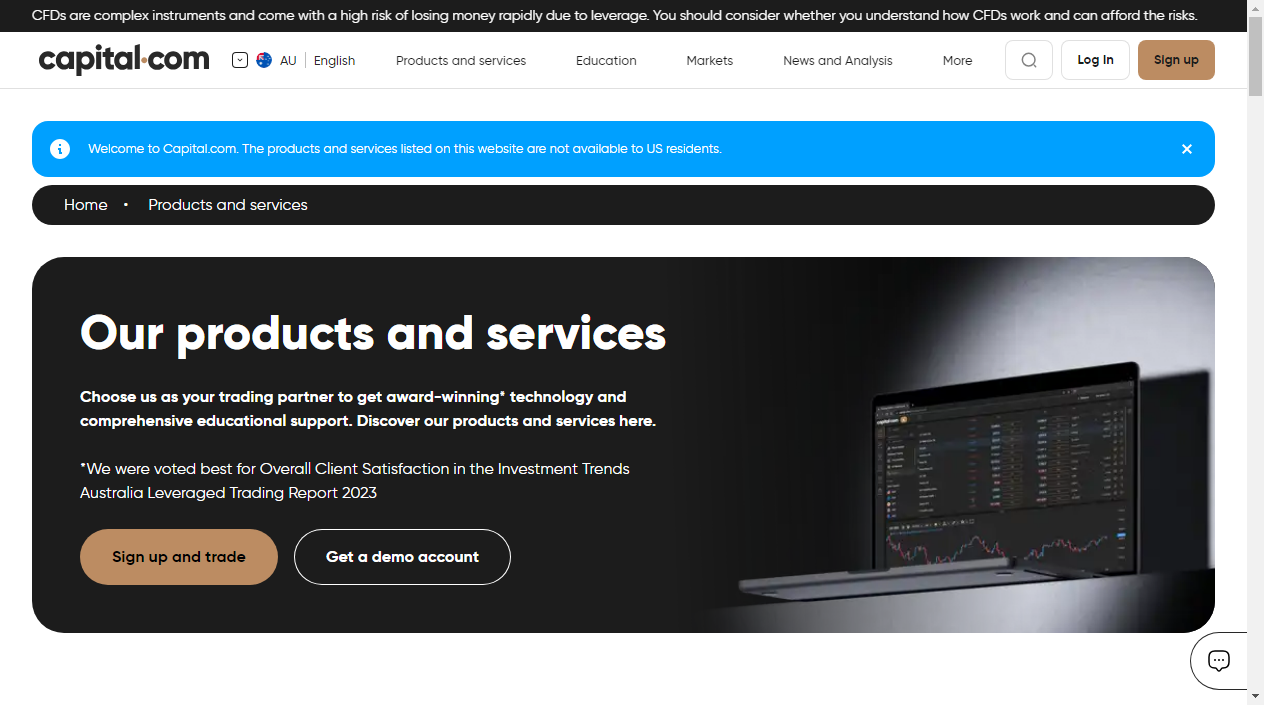 CFDs are complex instruments and come with a high risk of losing money rapidly due to leverage. You should consider whether you understand how CFDs work and can afford the risks.
capital.com AU English Products and services Education Markets News and Analysis More Log In Sign up
Welcome to Capital.com. The products and services listed on this website are not available to US residents.
Home • Products and services
Our products and services
Choose us as your trading partner to get award-winning* technology and
comprehensive educational support. Discover our products and services here.
*We were voted best for Overall Client Satisfaction in the Investment Trends
Australia Leveraged Trading Report 2023
Sign up and trade Get a demo account
capital.com